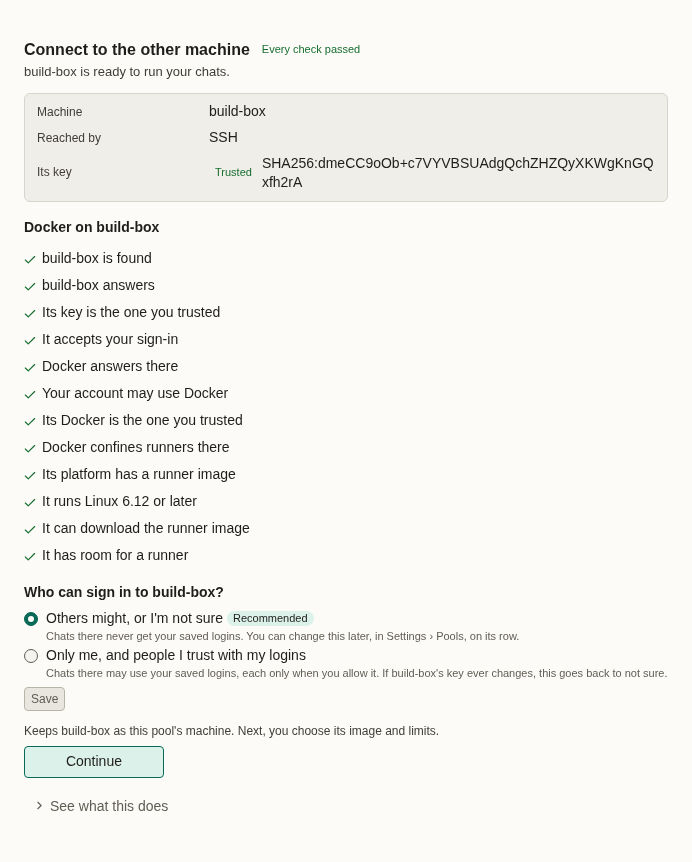 Connect to the other machine Every check passed
build-box is ready to run your chats.
Machine build-box
Reached by SSH
Its key Trusted SHA256:dmeCC9oOb+c7VYVBSUAdgQchZHZQyXKWgKnGQ
xfh2rA
Docker on build-box
build-box is found
build-box answers
Its key is the one you trusted
It accepts your sign-in
Docker answers there
Your account may use Docker
Its Docker is the one you trusted
Docker confines runners there
Its platform has a runner image
It runs Linux 6.12 or later
It can download the runner image
It has room for a runner
Who can sign in to build-box?
Others might, or I'm not sure Recommended
Chats there never get your saved logins. You can change this later, in Settings › Pools, on its row.
Only me, and people I trust with my logins
Chats there may use your saved logins, each only when you allow it. If build-box's key ever changes, this goes back to not sure.
Save
Keeps build-box as this pool's machine. Next, you choose its image and limits.
Continue
See what this does